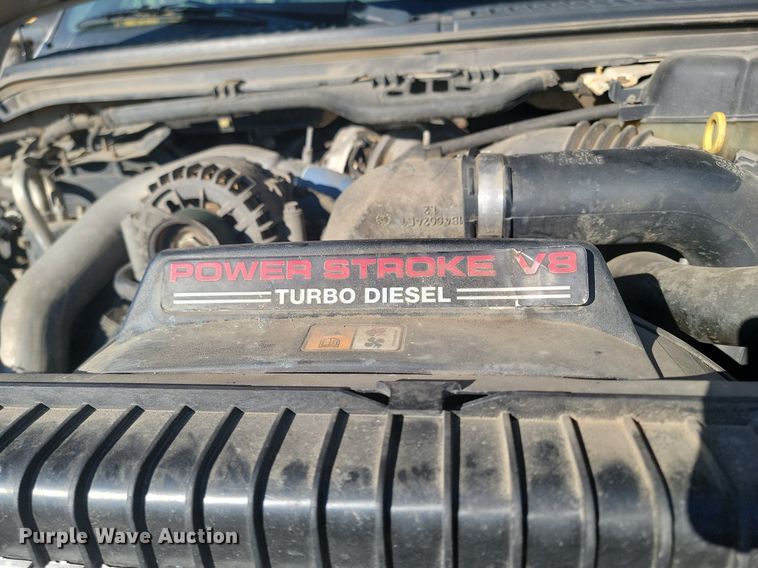 POWER STROKE V8
TURBO DIESEL
Purple Wave Auction®